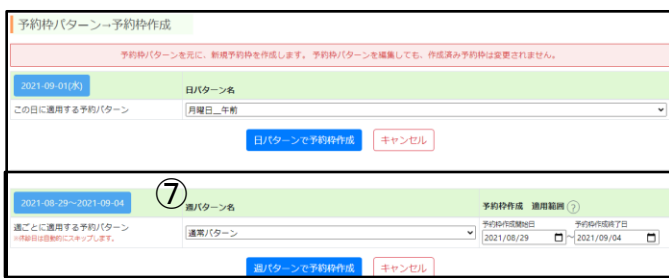 予約枠パターン→予約枠作成
予約枠パターンを元に、新規予約枠を作成します。 予約枠パターンを編集しても、作成済み予約枠は変更されません。
2021-09-01(水) 日パターン名
この日に適用する予約パターン 月曜日__午前
日パターンで予約枠作成 キャンセル
⑦
2021-08-29～2021-09-04 週パターン名 予約枠作成 適用範囲 ?
週ごとに適用する予約パターン 予約枠作成開始日 予約枠作成終了日
※休診日は自動的にスキップします。 通常パターン 2021/08/29 ～ 2021/09/04
週パターンで予約枠作成 キャンセル